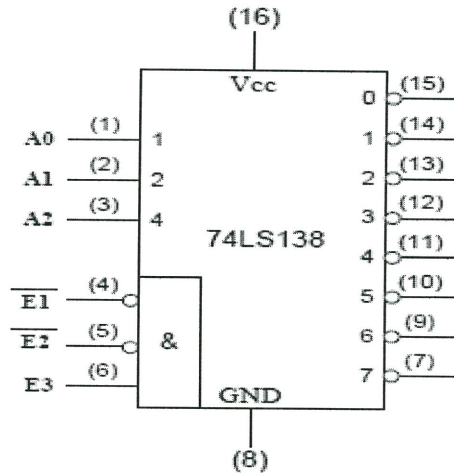 (16)
Vcc
0 (15)
A0 (1) 1 1 (14)
A1 (2) 2 2 (13)
A2 (3) 4 3 (12)
74LS138
4 (11)
E1 (4) 5 (10)
E2 (5) & 6 (9)
E3 (6) 7 (7)
GND
(8)